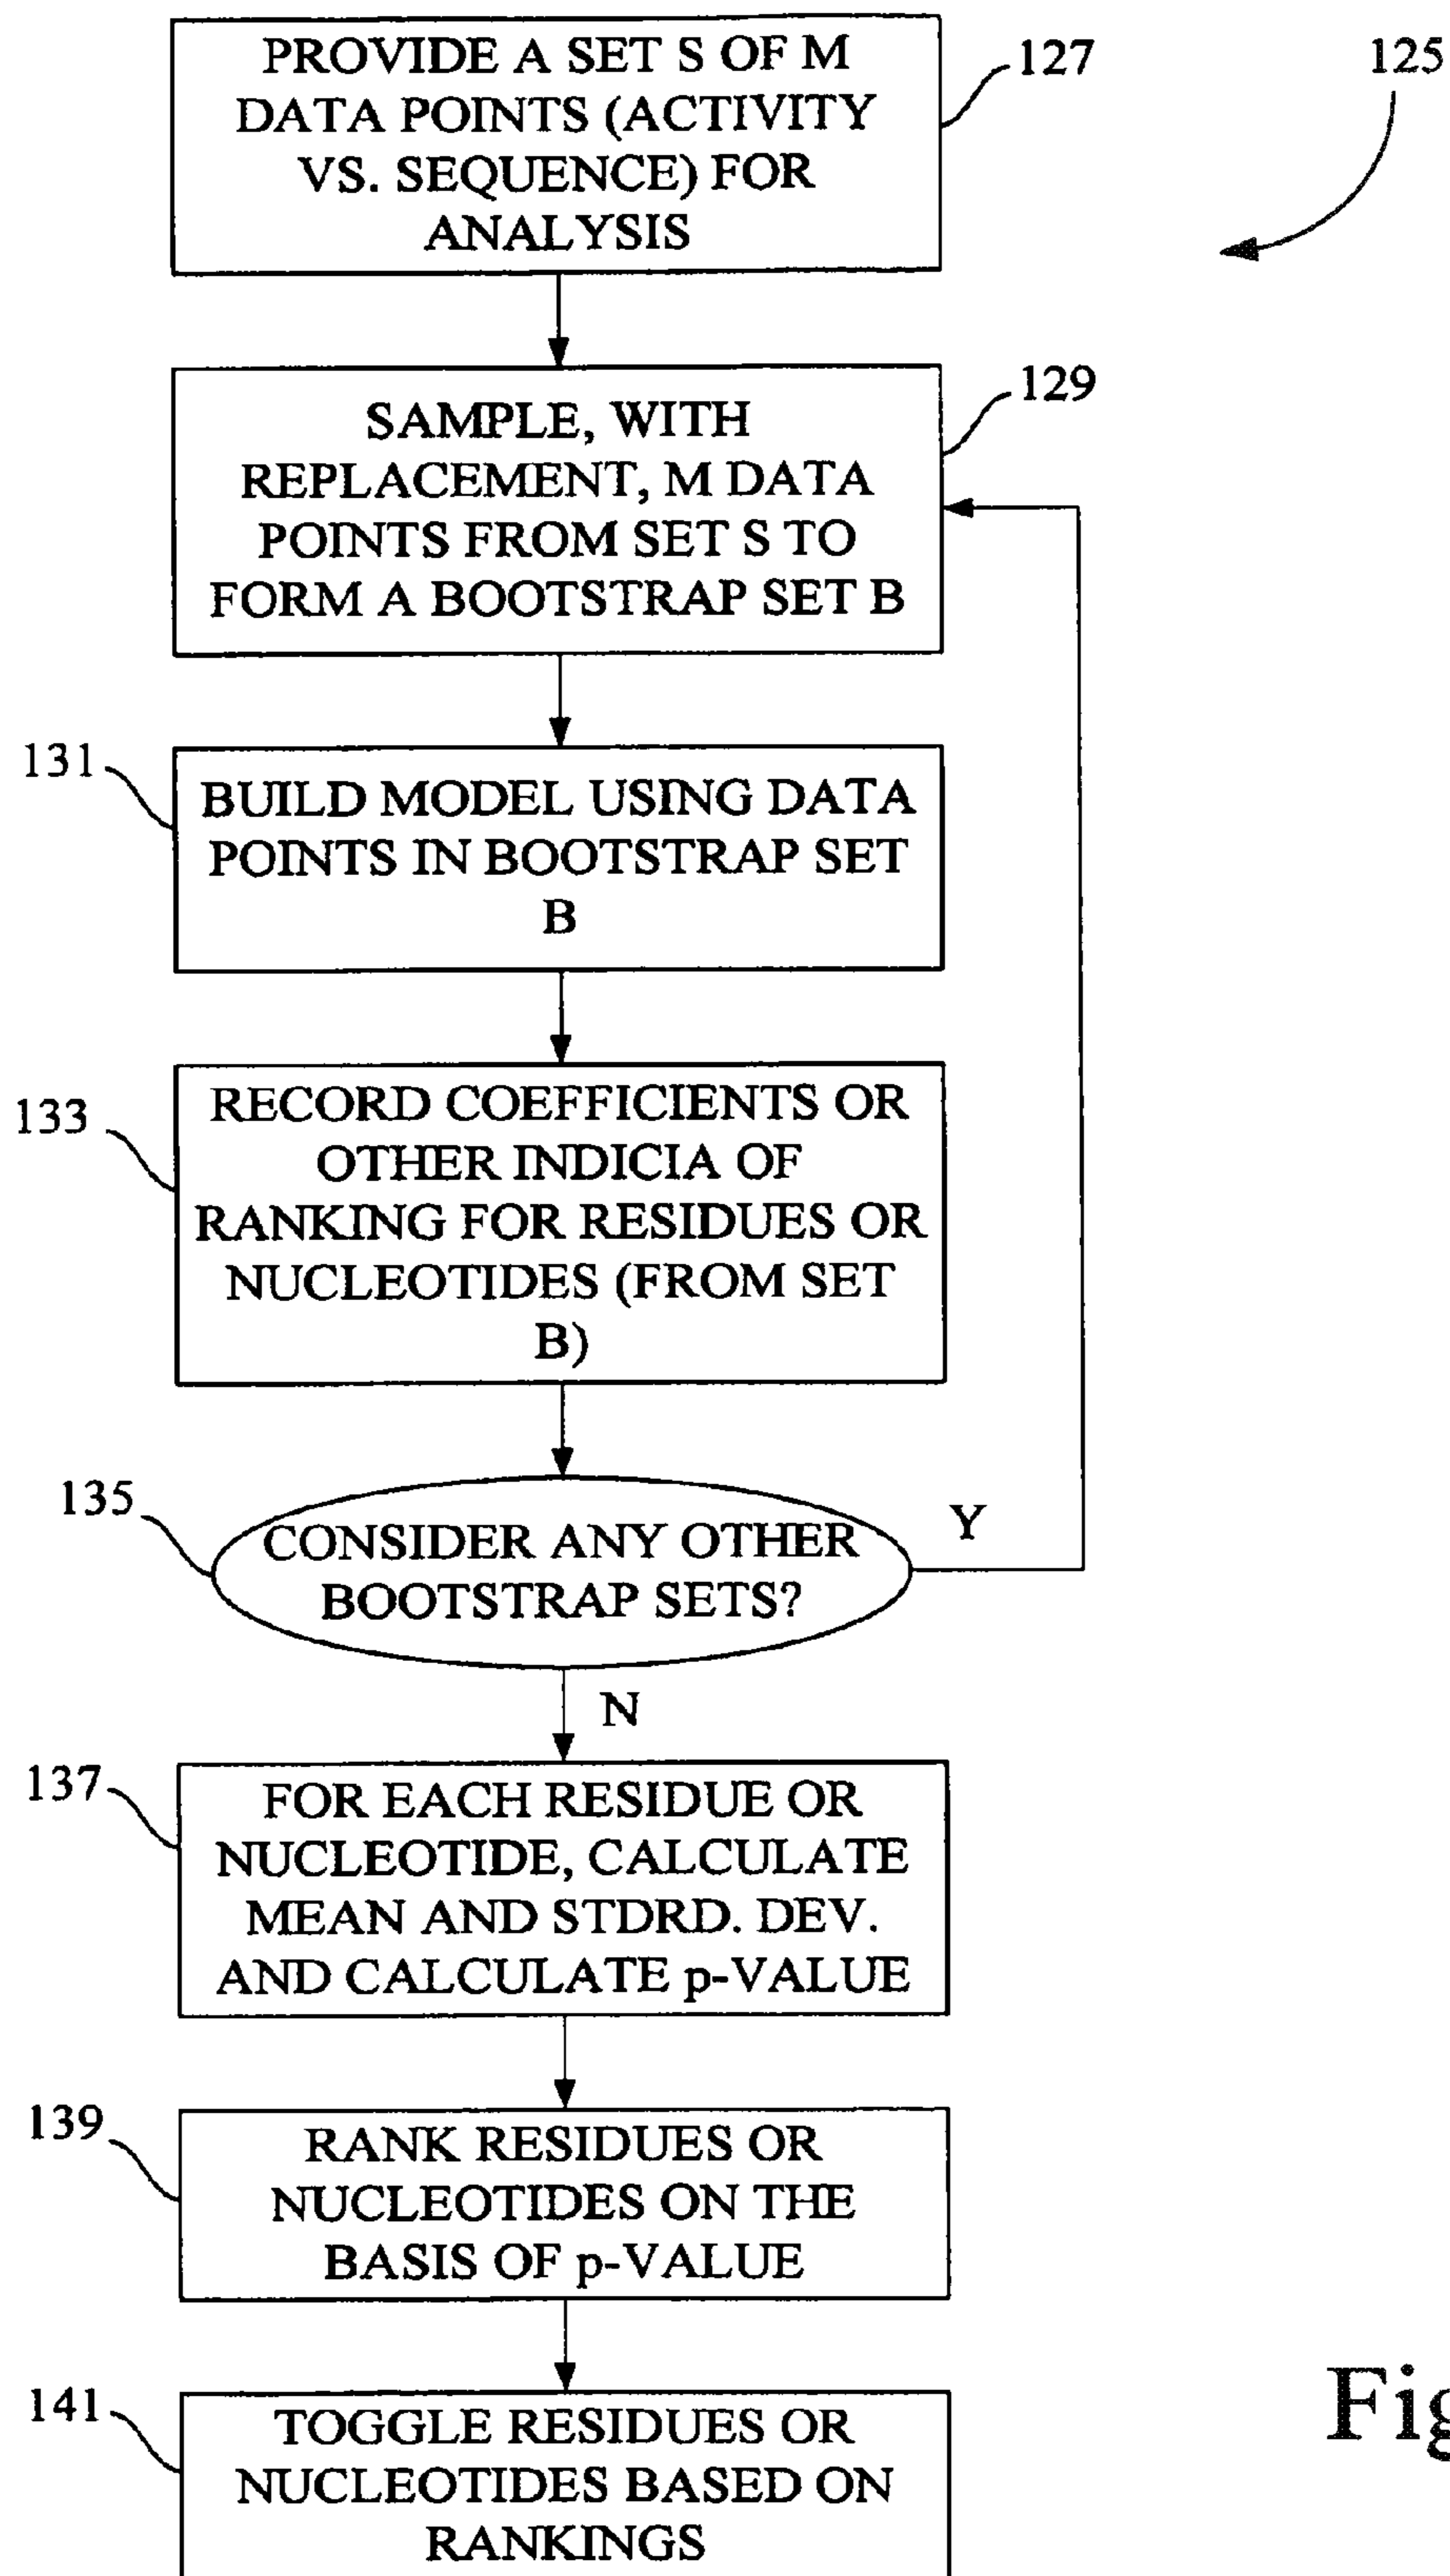 PROVIDE A SET S OF M
DATA POINTS (ACTIVITY
VS. SEQUENCE) FOR
ANALYSIS
127
125
SAMPLE, WITH
REPLACEMENT, M DATA
POINTS FROM SET S TO
FORM A BOOTSTRAP SET B
129
131
BUILD MODEL USING DATA
POINTS IN BOOTSTRAP SET
B
133
RECORD COEFFICIENTS OR
OTHER INDICIA OF
RANKING FOR RESIDUES OR
NUCLEOTIDES (FROM SET
B)
135
CONSIDER ANY OTHER
BOOTSTRAP SETS?
Y
N
137
FOR EACH RESIDUE OR
NUCLEOTIDE, CALCULATE
MEAN AND STDRD. DEV.
AND CALCULATE p-VALUE
139
RANK RESIDUES OR
NUCLEOTIDES ON THE
BASIS OF p-VALUE
141
TOGGLE RESIDUES OR
NUCLEOTIDES BASED ON
RANKINGS